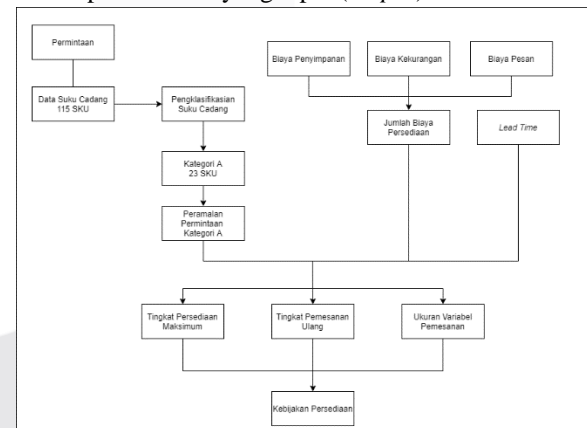 Permintaan
Biaya Penyimpanan
Biaya Kekurangan
Biaya Pesan
Data Suku Cadang
115 SKU
Pengklasifikasian
Suku Cadang
Jumlah Biaya
Persediaan
Lead Time
Kategori A
23 SKU
Peramalan
Permintaan
Kategori A
Tingkat Persediaan
Maksimum
Tingkat Pemesanan
Ulang
Ukuran Variabel
Pemesanan
Kebijakan Persediaan